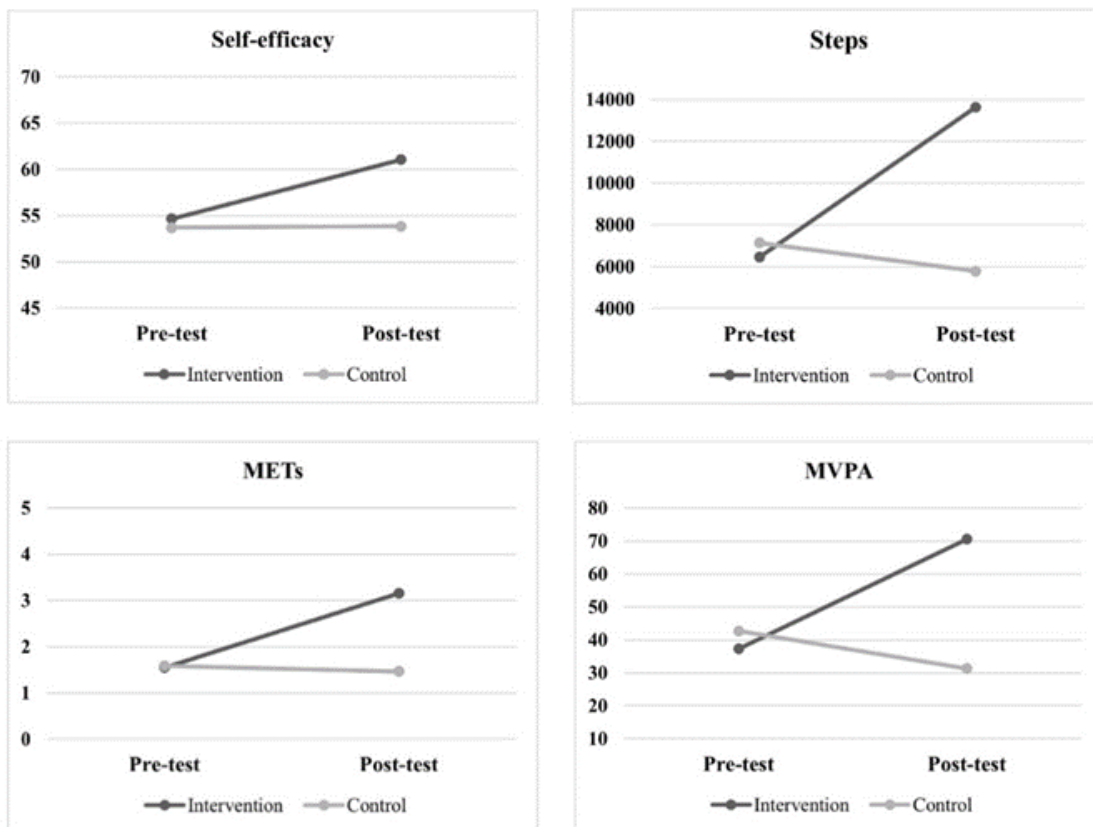 Self-efficacy
70
65
60
55
50
45
Pre-test Post-test
Intervention Control
Steps
14000
12000
10000
8000
6000
4000
Pre-test Post-test
Intervention Control
METs
5
4
3
2
1
0
Pre-test Post-test
Intervention Control
MVPA
80
70
60
50
40
30
20
10
Pre-test Post-test
Intervention Control